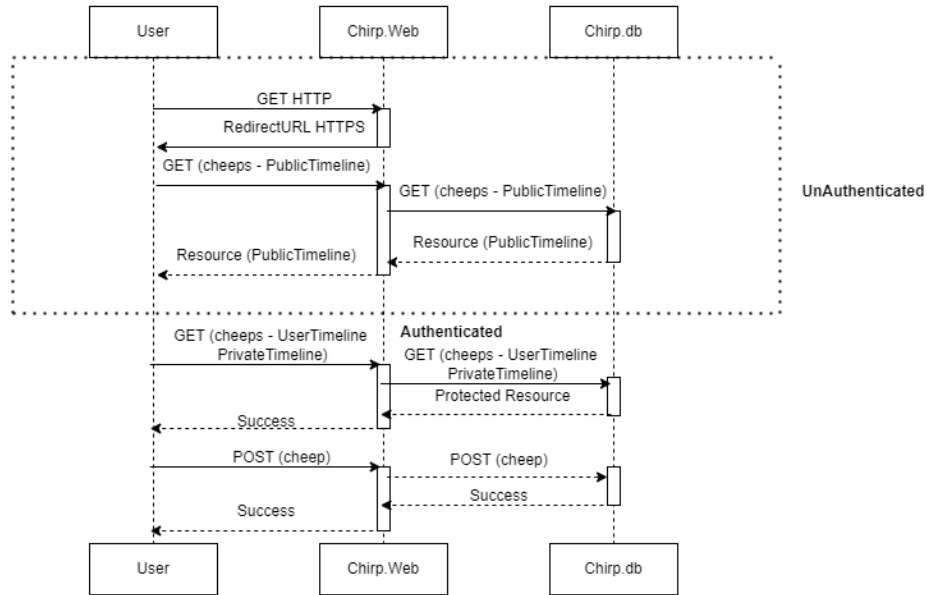 User
Chirp.Web
Chirp.db
GET HTTP
RedirectURL HTTPS
GET (cheeps - PublicTimeline)
GET (cheeps - PublicTimeline)
UnAuthenticated
Resource (PublicTimeline)
Resource (PublicTimeline)
Authenticated
GET (cheeps - UserTimeline
PrivateTimeline)
GET (cheeps - UserTimeline
PrivateTimeline)
Protected Resource
Success
POST (cheep)
POST (cheep)
Success
Success
User
Chirp.Web
Chirp.db